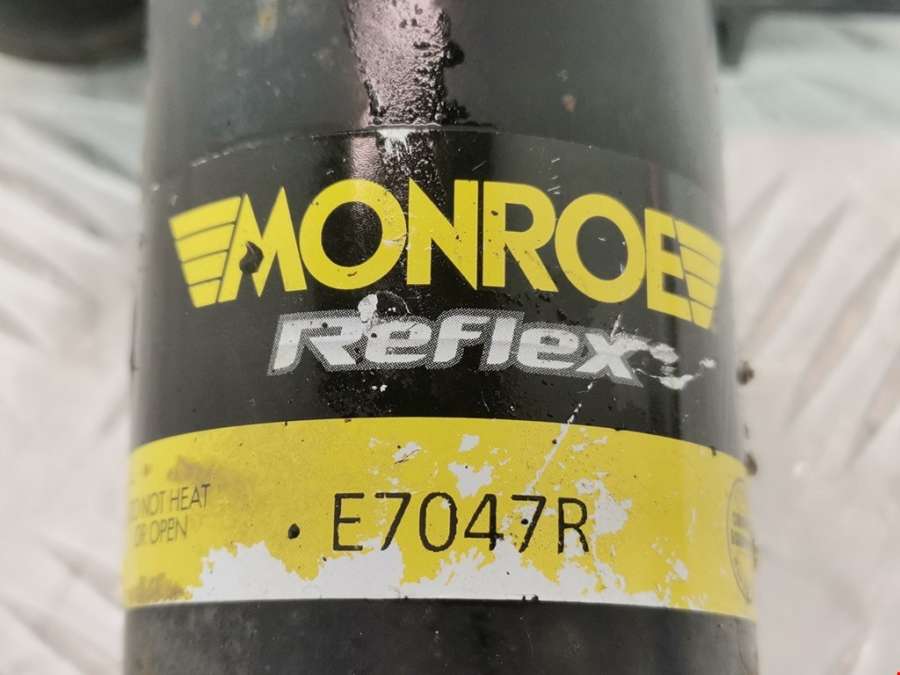 MONROE
Reflex
DO NOT HEAT
OR OPEN
E7047R